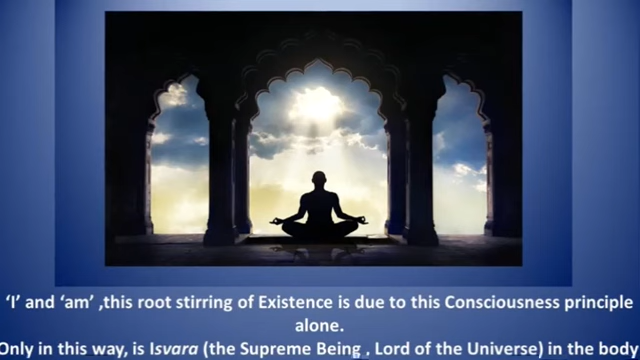 ‘I’ and ‘am’ ,this root stirring of Existence is due to this Consciousness principle
alone.
Only in this way, is Isvara (the Supreme Being , Lord of the Universe) in the body